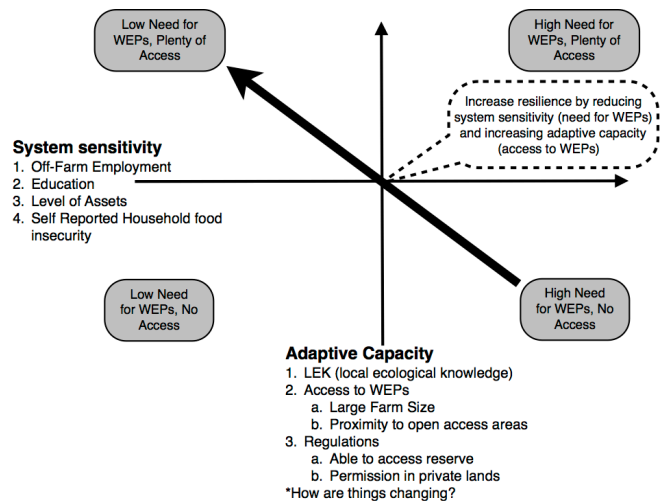 Low Need for
WEPs, Plenty of
Access
High Need for
WEPs, Plenty of
Access
Increase resilience by reducing
system sensitivity (need for WEPs)
and increasing adaptive capacity
(access to WEPs)
System sensitivity
1. Off-Farm Employment
2. Education
3. Level of Assets
4. Self Reported Household food
insecurity
Low Need
for WEPs, No
Access
High Need
for WEPs, No
Access
Adaptive Capacity
1. LEK (local ecological knowledge)
2. Access to WEPs
a. Large Farm Size
b. Proximity to open access areas
3. Regulations
a. Able to access reserve
b. Permission in private lands
*How are things changing?